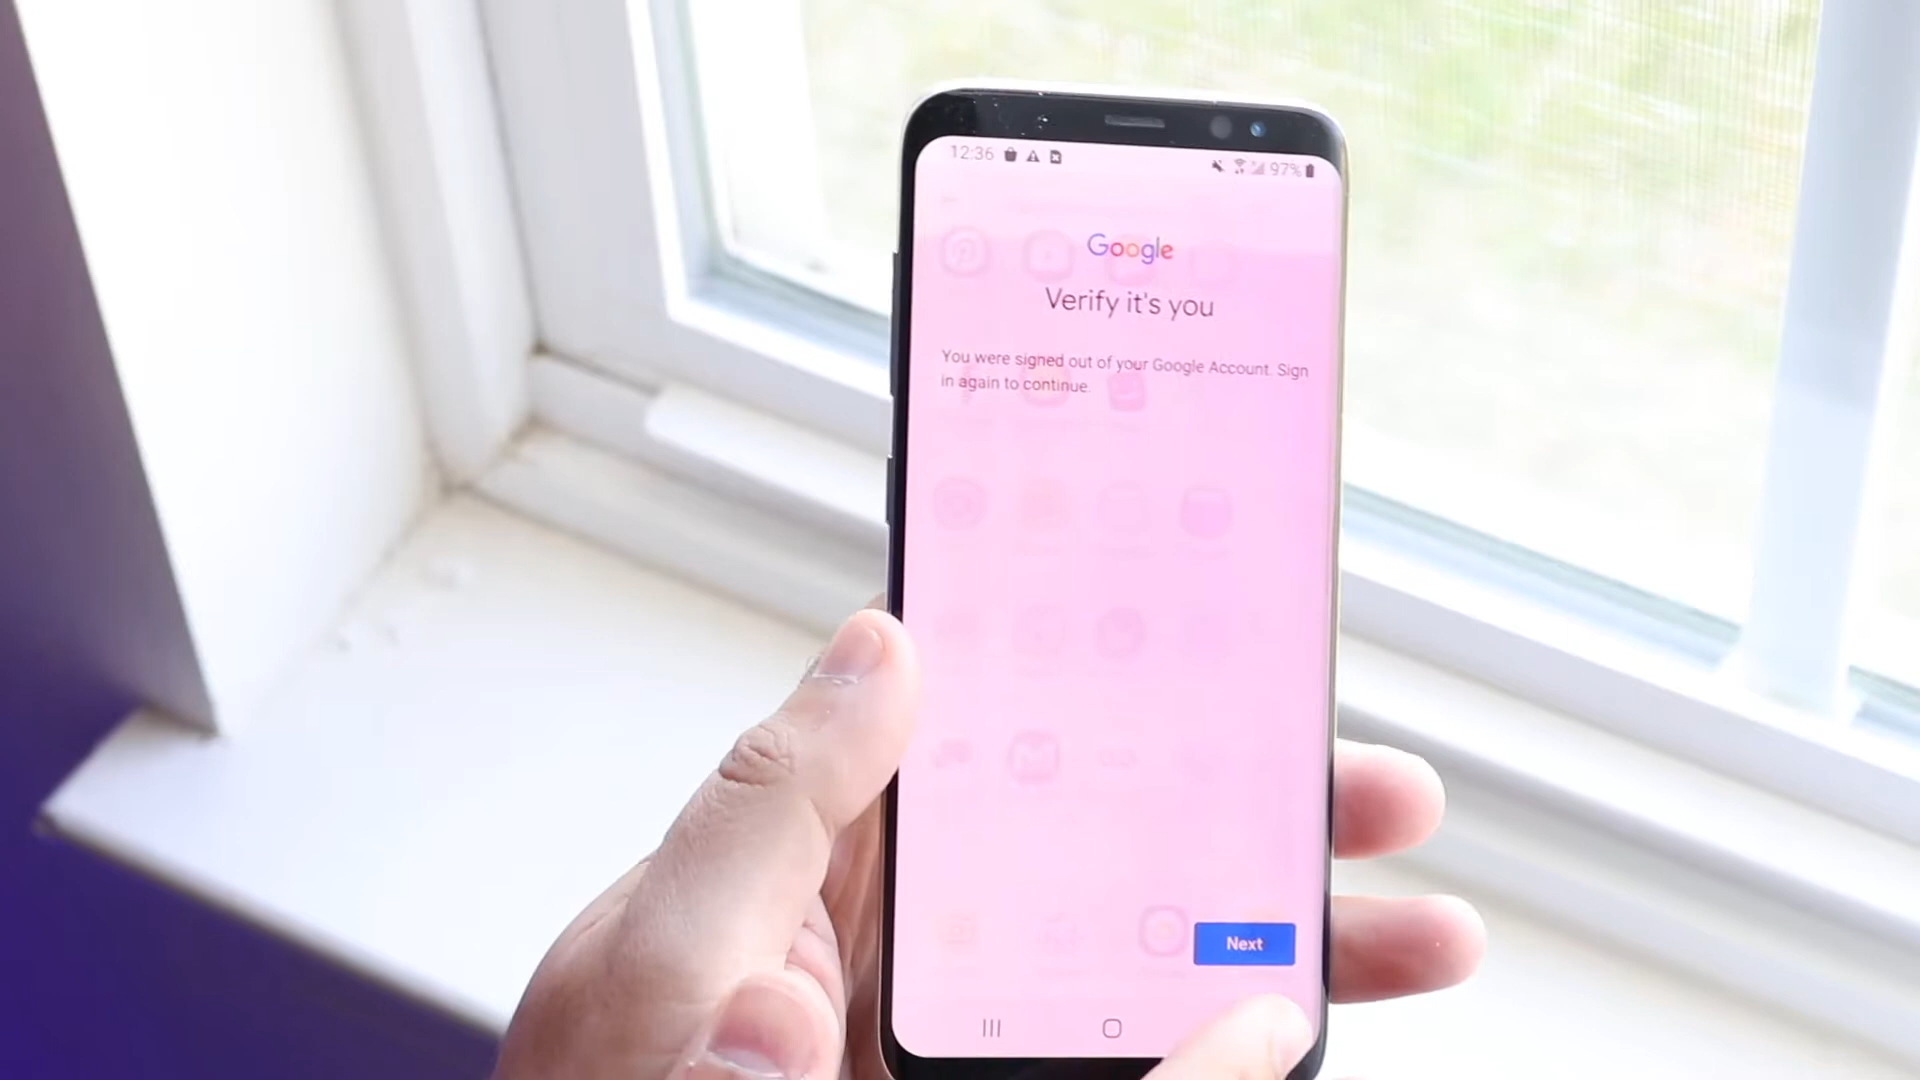 12:36
97%
Google
Verify it's you
You were signed out of your Google Account. Sign
in again to continue.
Next